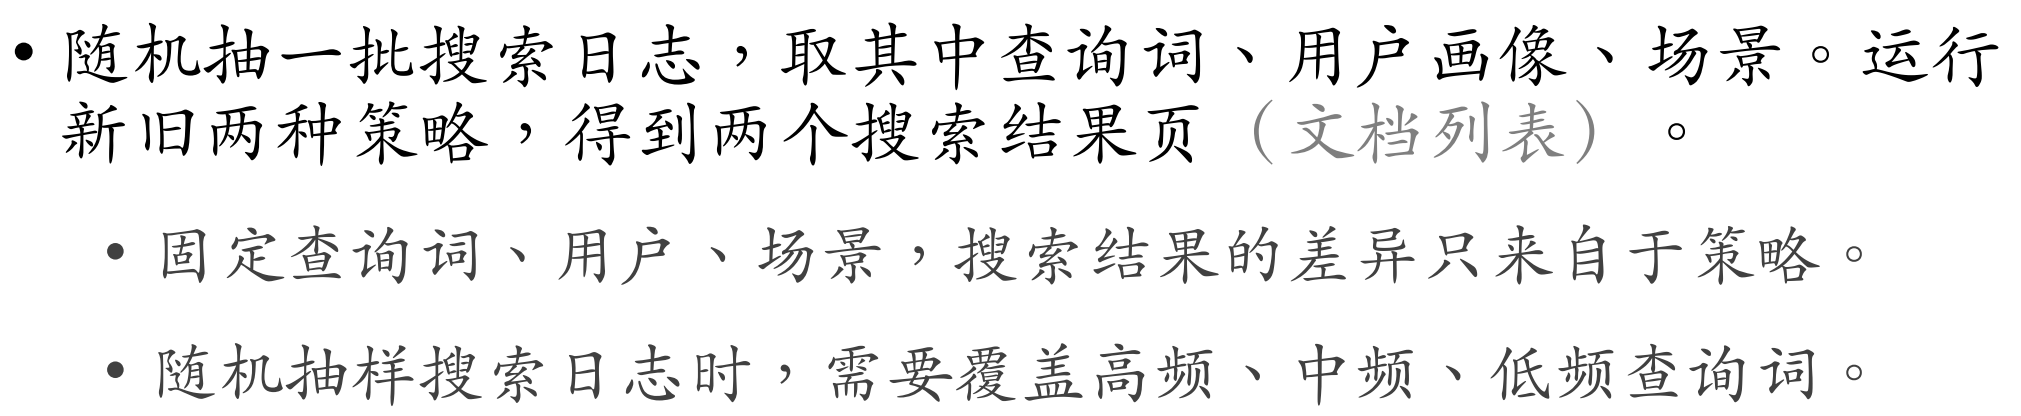 • 随机抽一批搜索日志，取其中查询词、用户画像、场景。运行
新旧两种策略，得到两个搜索结果页（文档列表）。
• 固定查询词、用户、场景，搜索结果的差异只来自于策略。
• 随机抽样搜索日志时，需要覆盖高频、中频、低频查询词。